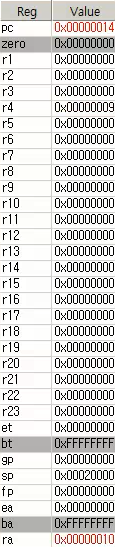 Reg Value
pc 0x00000014
zero 0x00000000
r1 0x00000000
r2 0x00000000
r3 0x00000000
r4 0x00000009
r5 0x00000000
r6 0x00000000
r7 0x00000000
r8 0x00000000
r9 0x00000000
r10 0x00000000
r11 0x00000000
r12 0x00000000
r13 0x00000000
r14 0x00000000
r15 0x00000000
r16 0x00000000
r17 0x00000000
r18 0x00000000
r19 0x00000000
r20 0x00000000
r21 0x00000000
r22 0x00000000
r23 0x00000000
et 0x00000000
bt 0xFFFFFFFF
gp 0x00000000
sp 0x00020000
fp 0x00000000
ea 0x00000000
ba 0xFFFFFFFF
ra 0x00000010